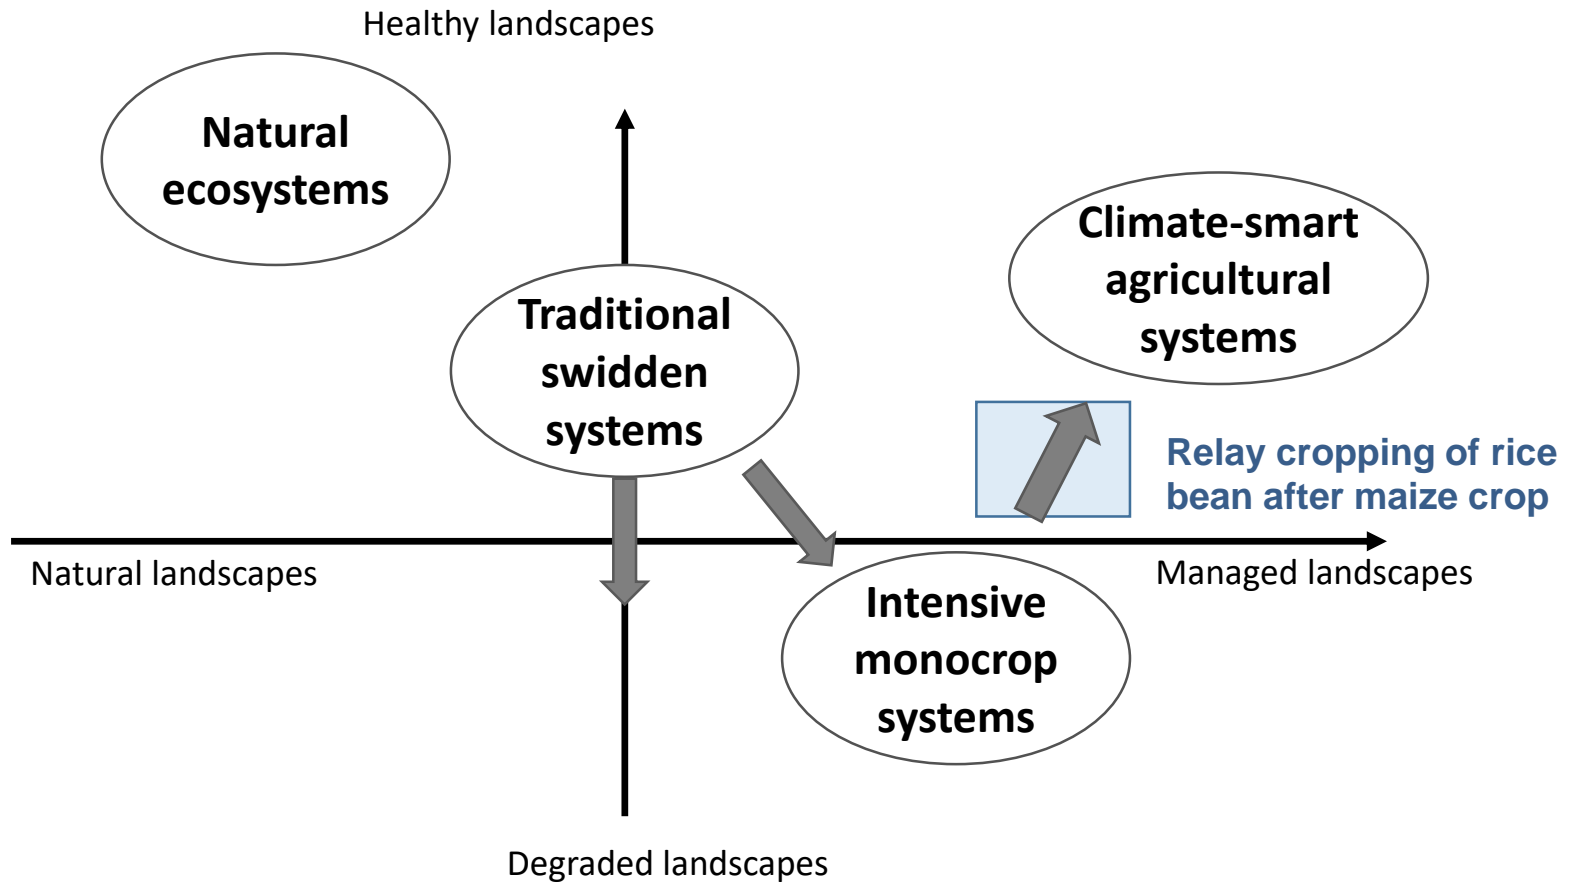 Healthy landscapes
Natural
ecosystems
Climate-smart
agricultural
systems
Traditional
swidden
systems
Relay cropping of rice
bean after maize crop
Natural landscapes
Managed landscapes
Intensive
monocrop
systems
Degraded landscapes